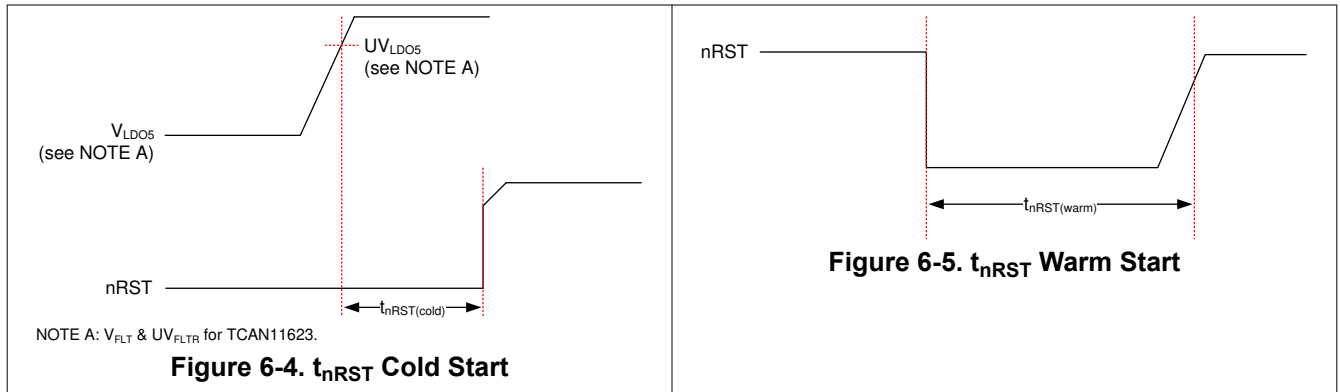 UV_LDO5
(see NOTE A)
V_LDO5
(see NOTE A)
nRST
t_nRST(cold)
NOTE A: V_FLT & UV_FLTR for TCAN11623.
Figure 6-4. t_nRST Cold Start
nRST
t_nRST(warm)
Figure 6-5. t_nRST Warm Start